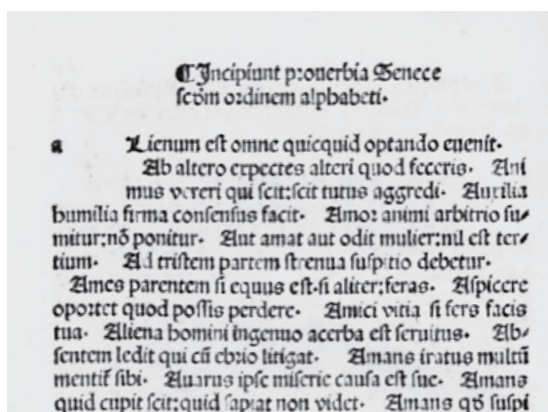 ¶ Incipiunt prouerbia Senece
scd̄m ordinem alphabeti.
a Lienum est omne quicquid optando euenit.
Ab altero expectes alteri quod feceris. Ani
mus vereri qui scit:scit tutus aggredi. Auxilia
humilia firma consensus facit. Amor animi arbitrio su/
mitur:nō ponitur. Aut amat aut odit mulier:nil est ter/
tium. Ad tristem partem strenua suspitio debetur.
Ames parentem si equus est.si aliter:feras. Aspicere
oportet quod possis perdere. Amici vitia si fers facis
tua. Aliena homini ingenuo acerba est seruitus. Ab/
sentem ledit qui cū ebrio litigat. Amans iratus multū
mentit̄ sibi. Auarus ipse miserie causa est sue. Amans
quid cupit scit:quid sapiat non videt. Amans qd̄ suspi